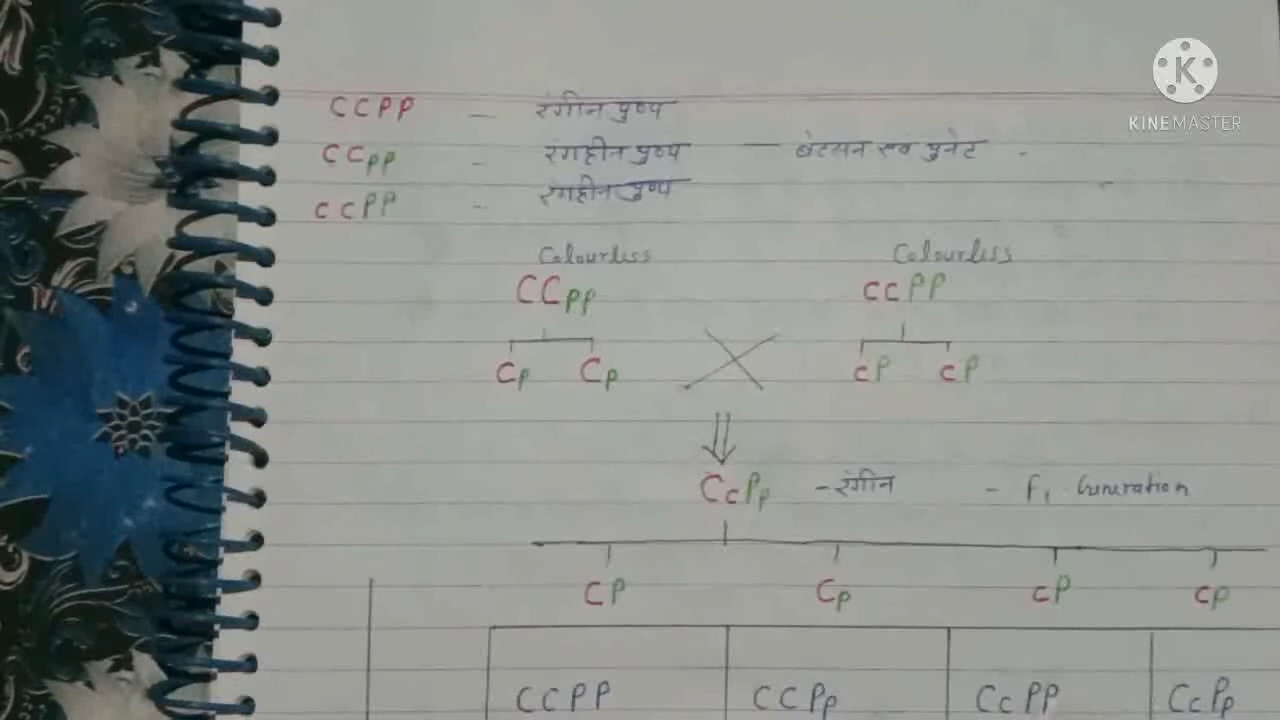 KINEMASTER
CCPP - रंगीन पुष्प
CCpp - रंगहीन पुष्प - बेटसन एवं पुनेट
ccPP - रंगहीन पुष्प
Colourless Colourless
CCpp ccPP
Cp Cp cP cP
CcPp - रंगीन - F1 Generation
CP Cp cP cp
CCPP CCPp CcPP CcPp